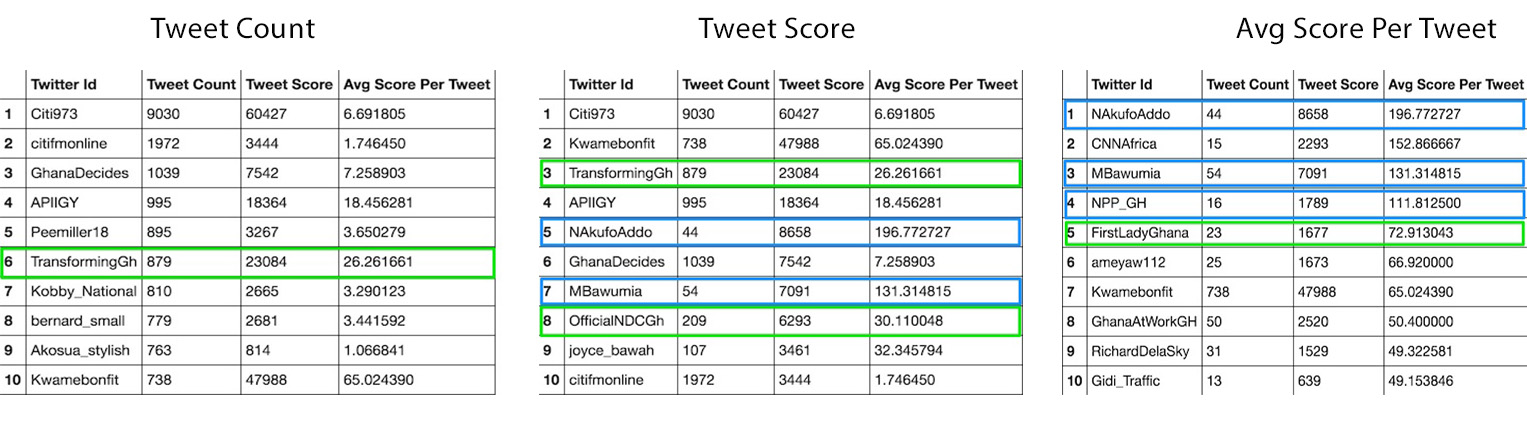 Tweet Count
Twitter Id Tweet Count Tweet Score Avg Score Per Tweet
1 Citi973 9030 60427 6.691805
2 citifmonline 1972 3444 1.746450
3 GhanaDecides 1039 7542 7.258903
4 APIIGY 995 18364 18.456281
5 Peemiller18 895 3267 3.650279
6 TransformingGh 879 23084 26.261661
7 Kobby_National 810 2665 3.290123
8 bernard_small 779 2681 3.441592
9 Akosua_stylish 763 814 1.066841
10 Kwamebonfit 738 47988 65.024390
Tweet Score
Twitter Id Tweet Count Tweet Score Avg Score Per Tweet
1 Citi973 9030 60427 6.691805
2 Kwamebonfit 738 47988 65.024390
3 TransformingGh 879 23084 26.261661
4 APIIGY 995 18364 18.456281
5 NAkufoAddo 44 8658 196.772727
6 GhanaDecides 1039 7542 7.258903
7 MBawumia 54 7091 131.314815
8 OfficialNDCGh 209 6293 30.110048
9 joyce_bawah 107 3461 32.345794
10 citifmonline 1972 3444 1.746450
Avg Score Per Tweet
Twitter Id Tweet Count Tweet Score Avg Score Per Tweet
1 NAkufoAddo 44 8658 196.772727
2 CNNAfrica 15 2293 152.866667
3 MBawumia 54 7091 131.314815
4 NPP_GH 16 1789 111.812500
5 FirstLadyGhana 23 1677 72.913043
6 ameyaw112 25 1673 66.920000
7 Kwamebonfit 738 47988 65.024390
8 GhanaAtWorkGH 50 2520 50.400000
9 RichardDelaSky 31 1529 49.322581
10 Gidi_Traffic 13 639 49.153846